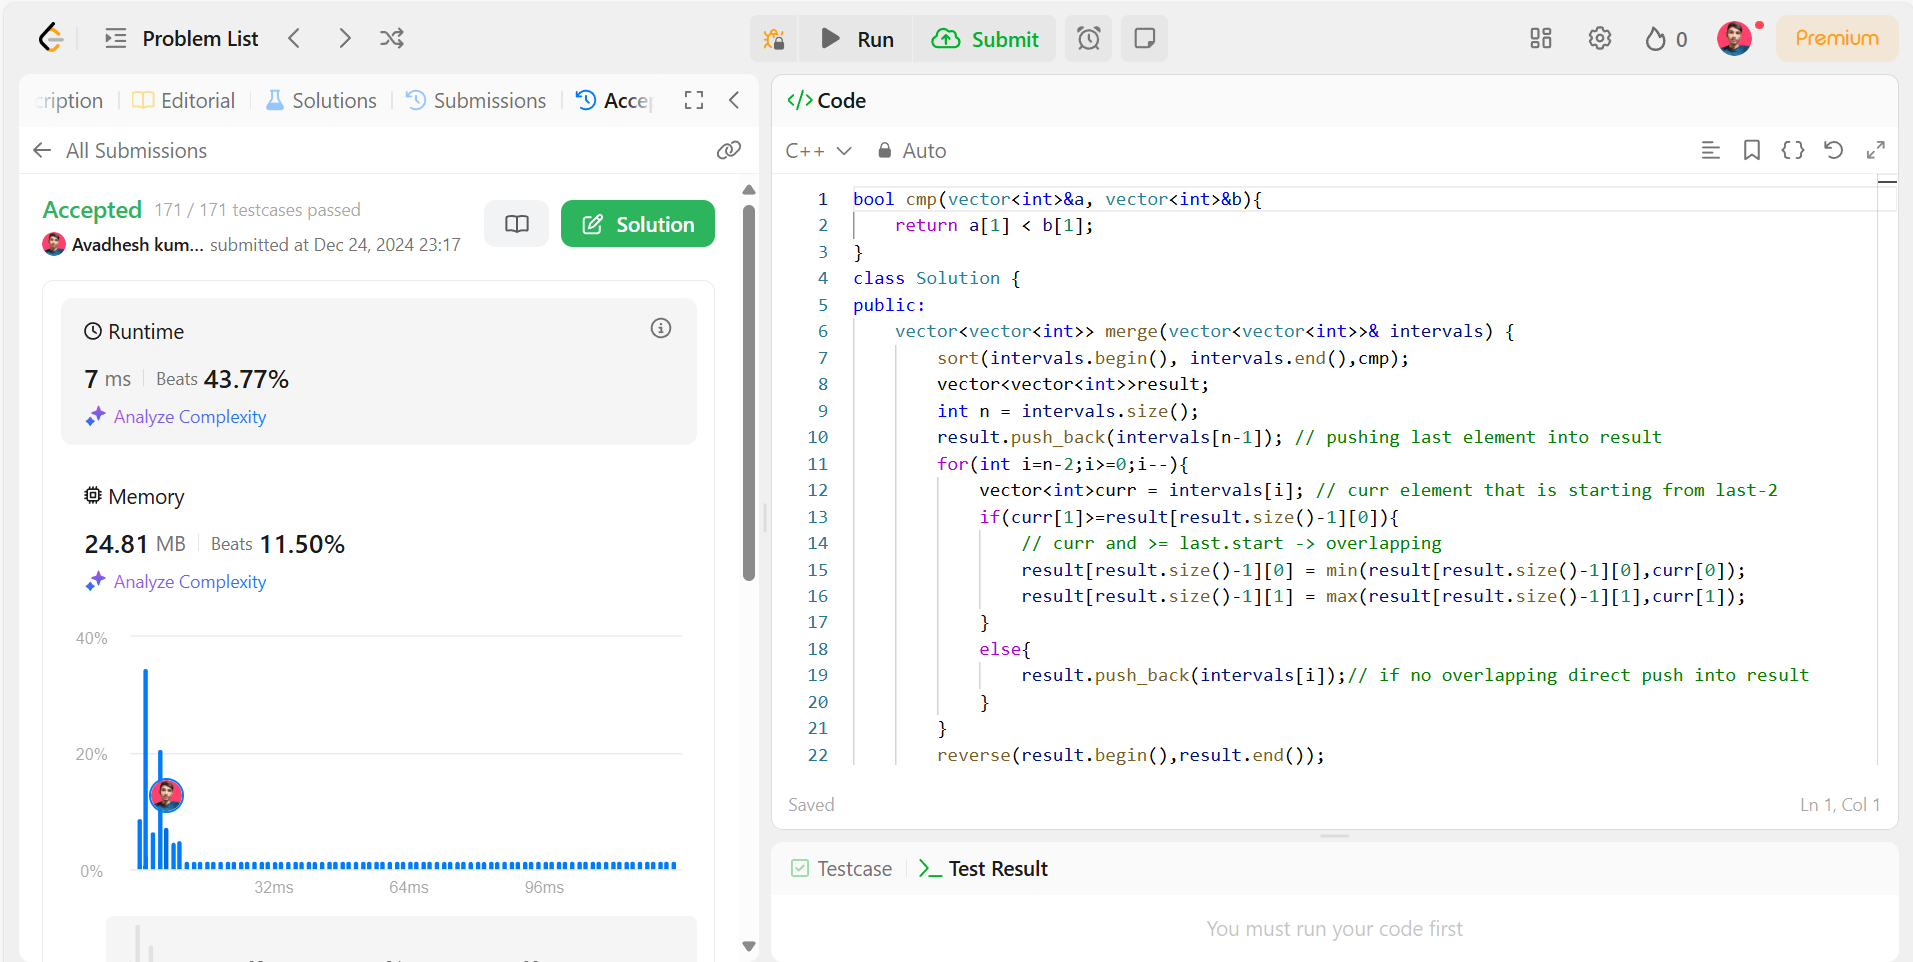 Problem List
Run
Submit
0
Premium
cription
Editorial
Solutions
Submissions
Accep
All Submissions
Accepted 171 / 171 testcases passed
Avadhesh kum... submitted at Dec 24, 2024 23:17
Solution
Runtime
7 ms Beats 43.77%
Analyze Complexity
Memory
24.81 MB Beats 11.50%
Analyze Complexity
40%
20%
0%
32ms 64ms 96ms
</> Code
C++ Auto
1 bool cmp(vector<int>&a, vector<int>&b){
2 return a[1] < b[1];
3 }
4 class Solution {
5 public:
6 vector<vector<int>> merge(vector<vector<int>>& intervals) {
7 sort(intervals.begin(), intervals.end(),cmp);
8 vector<vector<int>>result;
9 int n = intervals.size();
10 result.push_back(intervals[n-1]); // pushing last element into result
11 for(int i=n-2;i>=0;i--){
12 vector<int>curr = intervals[i]; // curr element that is starting from last-2
13 if(curr[1]>=result[result.size()-1][0]){
14 // curr and >= last.start -> overlapping
15 result[result.size()-1][0] = min(result[result.size()-1][0],curr[0]);
16 result[result.size()-1][1] = max(result[result.size()-1][1],curr[1]);
17 }
18 else{
19 result.push_back(intervals[i]);// if no overlapping direct push into result
20 }
21 }
22 reverse(result.begin(),result.end());
Saved
Ln 1, Col 1
Testcase
Test Result
You must run your code first